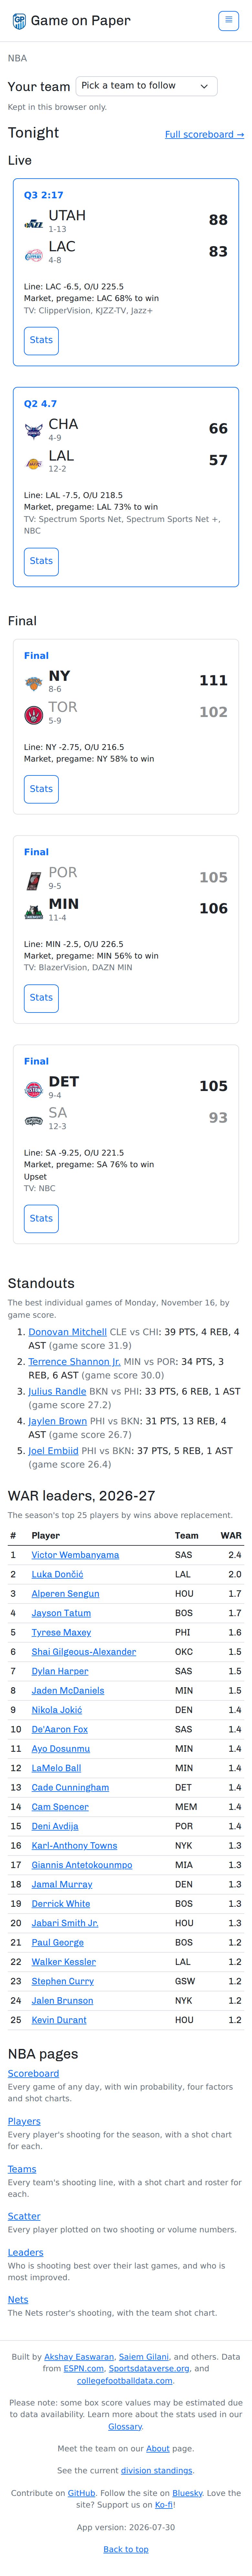 Game on Paper
NBA
Your team
Pick a team to follow
Kept in this browser only.
Tonight
Full scoreboard →
Live
Q3 2:17
UTAH
88
1-13
LAC
83
4-8
Line: LAC -6.5, O/U 225.5
Market, pregame: LAC 68% to win
TV: ClipperVision, KJZZ-TV, Jazz+
Stats
Q2 4.7
CHA
66
4-9
LAL
57
12-2
Line: LAL -7.5, O/U 218.5
Market, pregame: LAL 73% to win
TV: Spectrum Sports Net, Spectrum Sports Net +,
NBC
Stats
Final
Final
NY
111
8-6
TOR
102
5-9
Line: NY -2.75, O/U 216.5
Market, pregame: NY 58% to win
Stats
Final
POR
105
9-5
MIN
106
11-4
Line: MIN -2.5, O/U 226.5
Market, pregame: MIN 56% to win
TV: BlazerVision, DAZN MIN
Stats
Final
DET
105
9-4
SA
93
12-3
Line: SA -9.25, O/U 221.5
Market, pregame: SA 76% to win
Upset
TV: NBC
Stats
Standouts
The best individual games of Monday, November 16, by
game score.
1. Donovan Mitchell CLE vs CHI: 39 PTS, 4 REB, 4
AST (game score 31.9)
2. Terrence Shannon Jr. MIN vs POR: 34 PTS, 3
REB, 6 AST (game score 30.0)
3. Julius Randle BKN vs PHI: 33 PTS, 6 REB, 1 AST
(game score 27.2)
4. Jaylen Brown PHI vs BKN: 31 PTS, 13 REB, 4
AST (game score 26.7)
5. Joel Embiid PHI vs BKN: 37 PTS, 5 REB, 1 AST
(game score 26.4)
WAR leaders, 2026-27
The season's top 25 players by wins above replacement.
# Player Team WAR
1 Victor Wembanyama SAS 2.4
2 Luka Dončić LAL 2.0
3 Alperen Sengun HOU 1.7
4 Jayson Tatum BOS 1.7
5 Tyrese Maxey PHI 1.6
6 Shai Gilgeous-Alexander OKC 1.5
7 Dylan Harper SAS 1.5
8 Jaden McDaniels MIN 1.5
9 Nikola Jokić DEN 1.4
10 De'Aaron Fox SAS 1.4
11 Ayo Dosunmu MIN 1.4
12 LaMelo Ball MIN 1.4
13 Cade Cunningham DET 1.4
14 Cam Spencer MEM 1.4
15 Deni Avdija POR 1.4
16 Karl-Anthony Towns NYK 1.3
17 Giannis Antetokounmpo MIA 1.3
18 Jamal Murray DEN 1.3
19 Derrick White BOS 1.3
20 Jabari Smith Jr. HOU 1.3
21 Paul George BOS 1.2
22 Walker Kessler LAL 1.2
23 Stephen Curry GSW 1.2
24 Jalen Brunson NYK 1.2
25 Kevin Durant HOU 1.2
NBA pages
Scoreboard
Every game of any day, with win probability, four factors
and shot charts.
Players
Every player's shooting for the season, with a shot chart
for each.
Teams
Every team's shooting line, with a shot chart and roster for
each.
Scatter
Every player plotted on two shooting or volume numbers.
Leaders
Who is shooting best over their last games, and who is
most improved.
Nets
The Nets roster's shooting, with the team shot chart.
Built by Akshay Easwaran, Saiem Gilani, and others. Data
from ESPN.com, Sportsdataverse.org, and
collegefootballdata.com.
Please note: some box score values may be estimated due
to data availability. Learn more about the stats used in our
Glossary.
Meet the team on our About page.
See the current division standings.
Contribute on GitHub. Follow the site on Bluesky. Love the
site? Support us on Ko-fi!
App version: 2026-07-30
Back to top